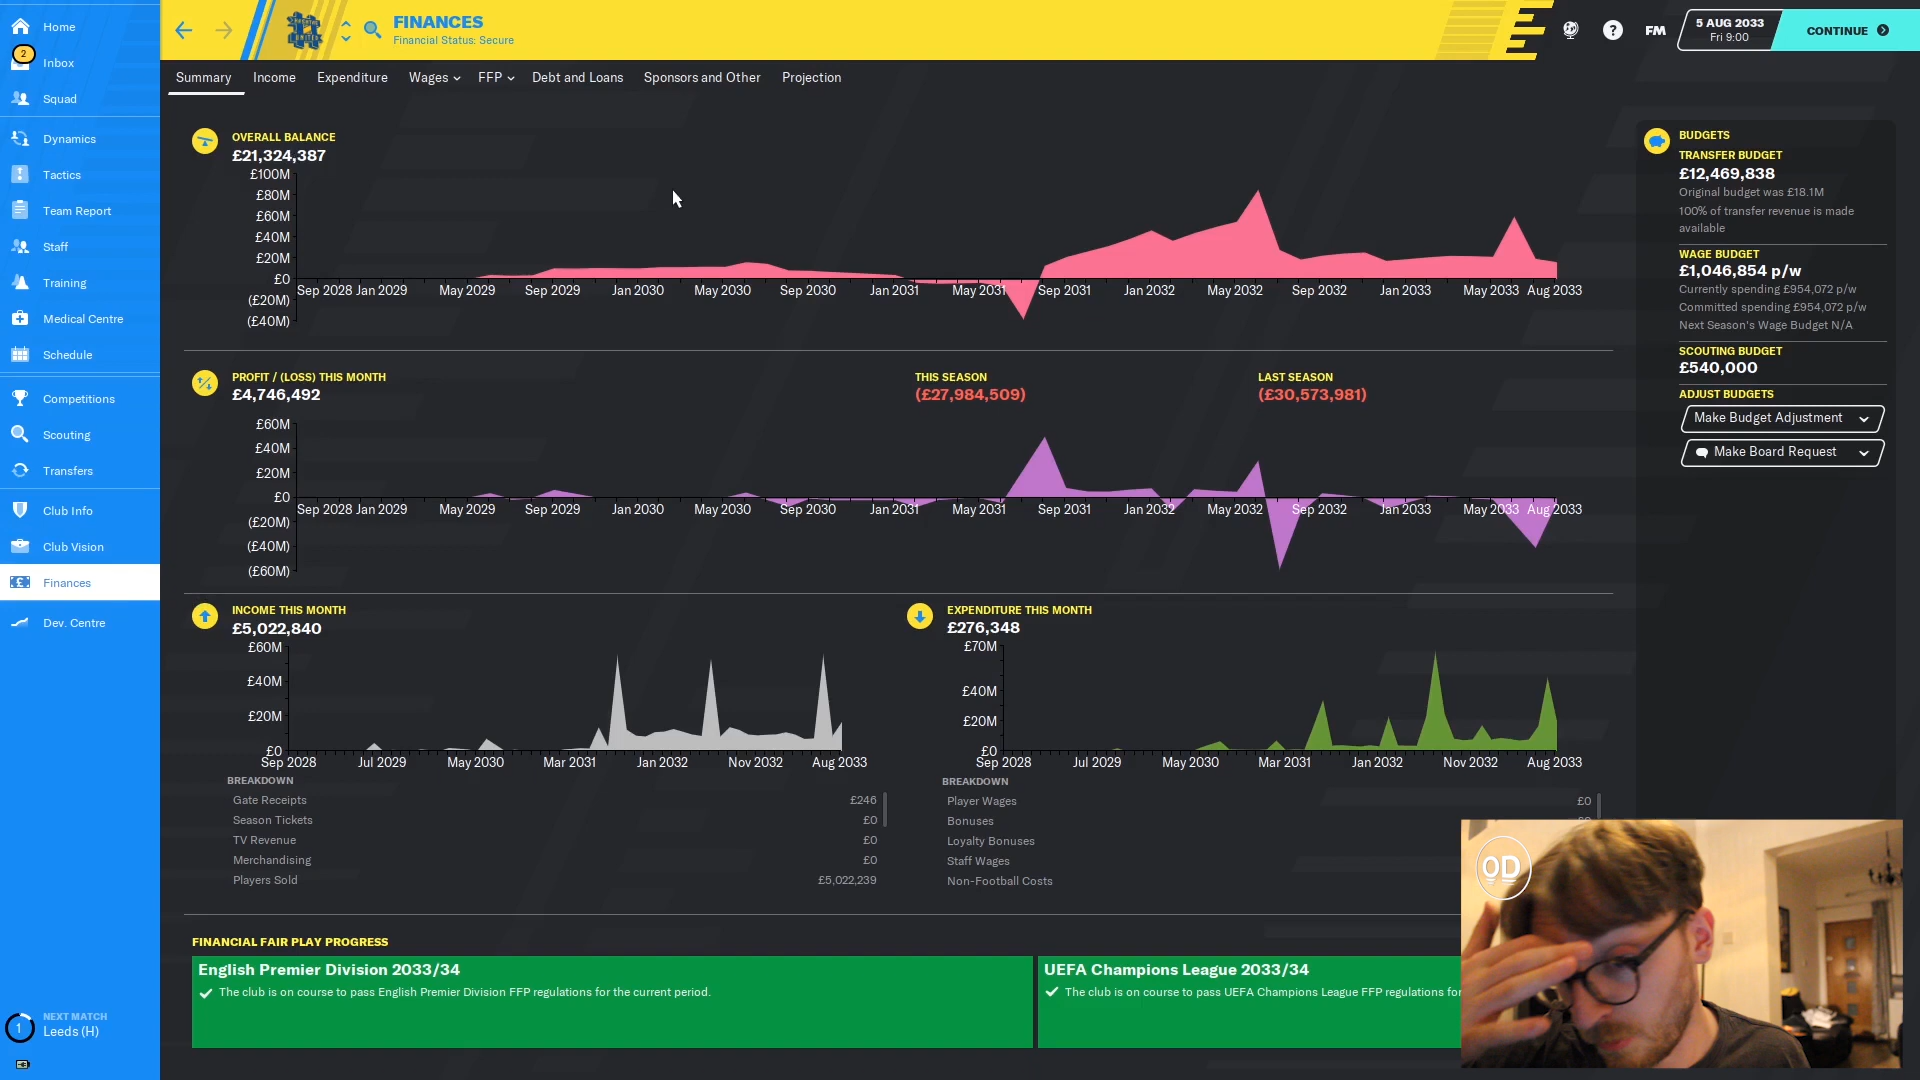 Home
2
Inbox
Squad
Dynamics
Tactics
Team Report
Staff
Training
Medical Centre
Schedule
Competitions
Scouting
Transfers
Club Info
Club Vision
Finances
Dev. Centre
1
NEXT MATCH
Leeds (H)
FINANCES
Financial Status: Secure
?
FM
5 AUG 2033
Fri 9:00
CONTINUE
Summary Income Expenditure Wages FFP Debt and Loans Sponsors and Other Projection
OVERALL BALANCE
£21,324,387
£100M
£80M
£60M
£40M
£20M
£0
(£20M)
(£40M)
Sep 2028 Jan 2029 May 2029 Sep 2029 Jan 2030 May 2030 Sep 2030 Jan 2031 May 2031 Sep 2031 Jan 2032 May 2032 Sep 2032 Jan 2033 May 2033 Aug 2033
PROFIT / (LOSS) THIS MONTH
£4,746,492
THIS SEASON
(£27,984,509)
LAST SEASON
(£30,573,981)
£60M
£40M
£20M
£0
(£20M)
(£40M)
(£60M)
Sep 2028 Jan 2029 May 2029 Sep 2029 Jan 2030 May 2030 Sep 2030 Jan 2031 May 2031 Sep 2031 Jan 2032 May 2032 Sep 2032 Jan 2033 May 2033 Aug 2033
INCOME THIS MONTH
£5,022,840
£60M
£40M
£20M
£0
Sep 2028 Jul 2029 May 2030 Mar 2031 Jan 2032 Nov 2032 Aug 2033
BREAKDOWN
Gate Receipts £246
Season Tickets £0
TV Revenue £0
Merchandising £0
Players Sold £5,022,239
EXPENDITURE THIS MONTH
£276,348
£70M
£40M
£20M
£0
Sep 2028 Jul 2029 May 2030 Mar 2031 Jan 2032 Nov 2032 Aug 2033
BREAKDOWN
Player Wages £0
Bonuses
Loyalty Bonuses
Staff Wages
Non-Football Costs
FINANCIAL FAIR PLAY PROGRESS
English Premier Division 2033/34
The club is on course to pass English Premier Division FFP regulations for the current period.
UEFA Champions League 2033/34
The club is on course to pass UEFA Champions League FFP regulations for
BUDGETS
TRANSFER BUDGET
£12,469,838
Original budget was £18.1M
100% of transfer revenue is made
available
WAGE BUDGET
£1,046,854 p/w
Currently spending £954,072 p/w
Committed spending £954,072 p/w
Next Season's Wage Budget N/A
SCOUTING BUDGET
£540,000
ADJUST BUDGETS
Make Budget Adjustment
Make Board Request
OD